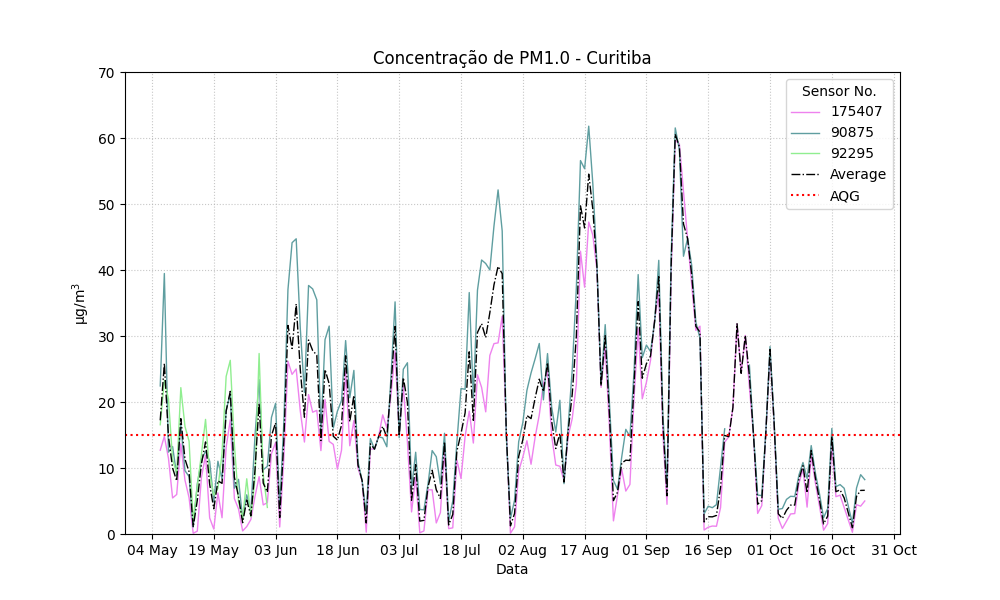 Concentração de PM1.0 - Curitiba
70
60
50
40
30
20
10
0
µg/m³
Sensor No.
175407
90875
92295
Average
AQG
04 May 19 May 03 Jun 18 Jun 03 Jul 18 Jul 02 Aug 17 Aug 01 Sep 16 Sep 01 Oct 16 Oct 31 Oct
Data